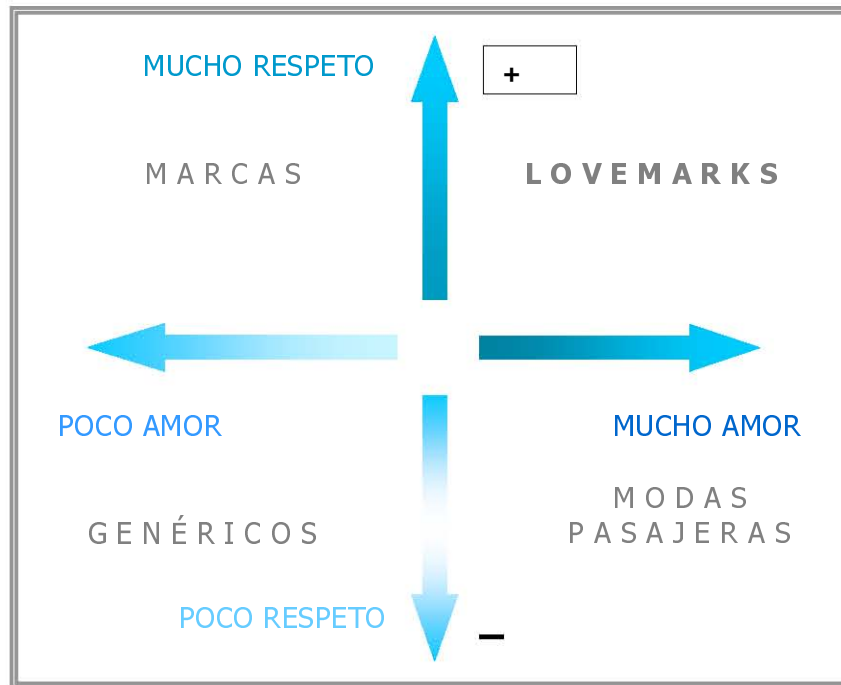 MUCHO RESPETO
+
MARCAS
LOVEMARKS
POCO AMOR
MUCHO AMOR
MODAS
PASAJERAS
GENÉRICOS
POCO RESPETO
–